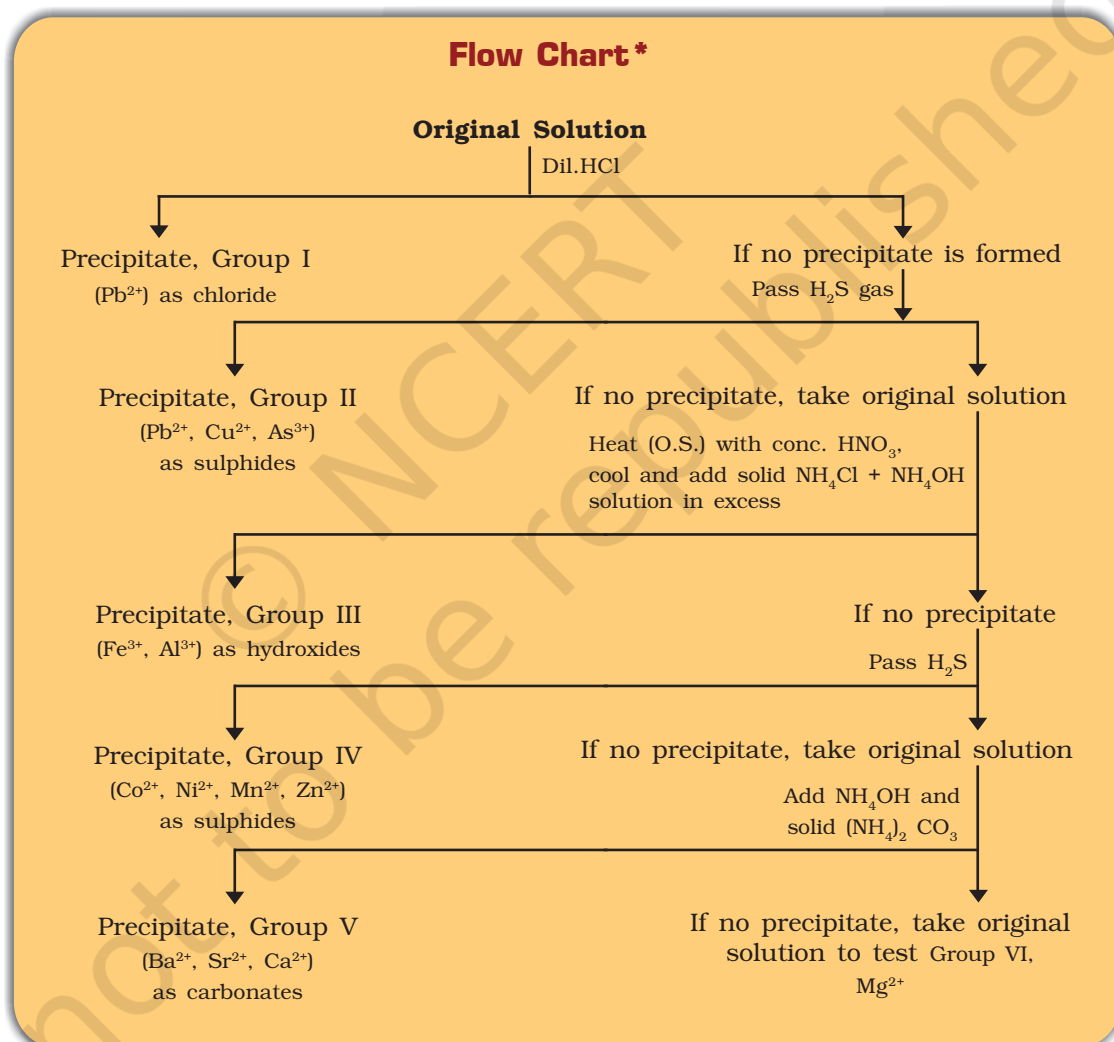 Flow Chart*
Original Solution
Dil.HCl
Precipitate, Group I
(Pb²⁺) as chloride
If no precipitate is formed
Pass H₂S gas
Precipitate, Group II
(Pb²⁺, Cu²⁺, As³⁺)
as sulphides
If no precipitate, take original solution
Heat (O.S.) with conc. HNO₃,
cool and add solid NH₄Cl + NH₄OH
solution in excess
Precipitate, Group III
(Fe³⁺, Al³⁺) as hydroxides
If no precipitate
Pass H₂S
Precipitate, Group IV
(Co²⁺, Ni²⁺, Mn²⁺, Zn²⁺)
as sulphides
If no precipitate, take original solution
Add NH₄OH and
solid (NH₄)₂ CO₃
Precipitate, Group V
(Ba²⁺, Sr²⁺, Ca²⁺)
as carbonates
If no precipitate, take original
solution to test Group VI,
Mg²⁺
© NCERT
not to be republished